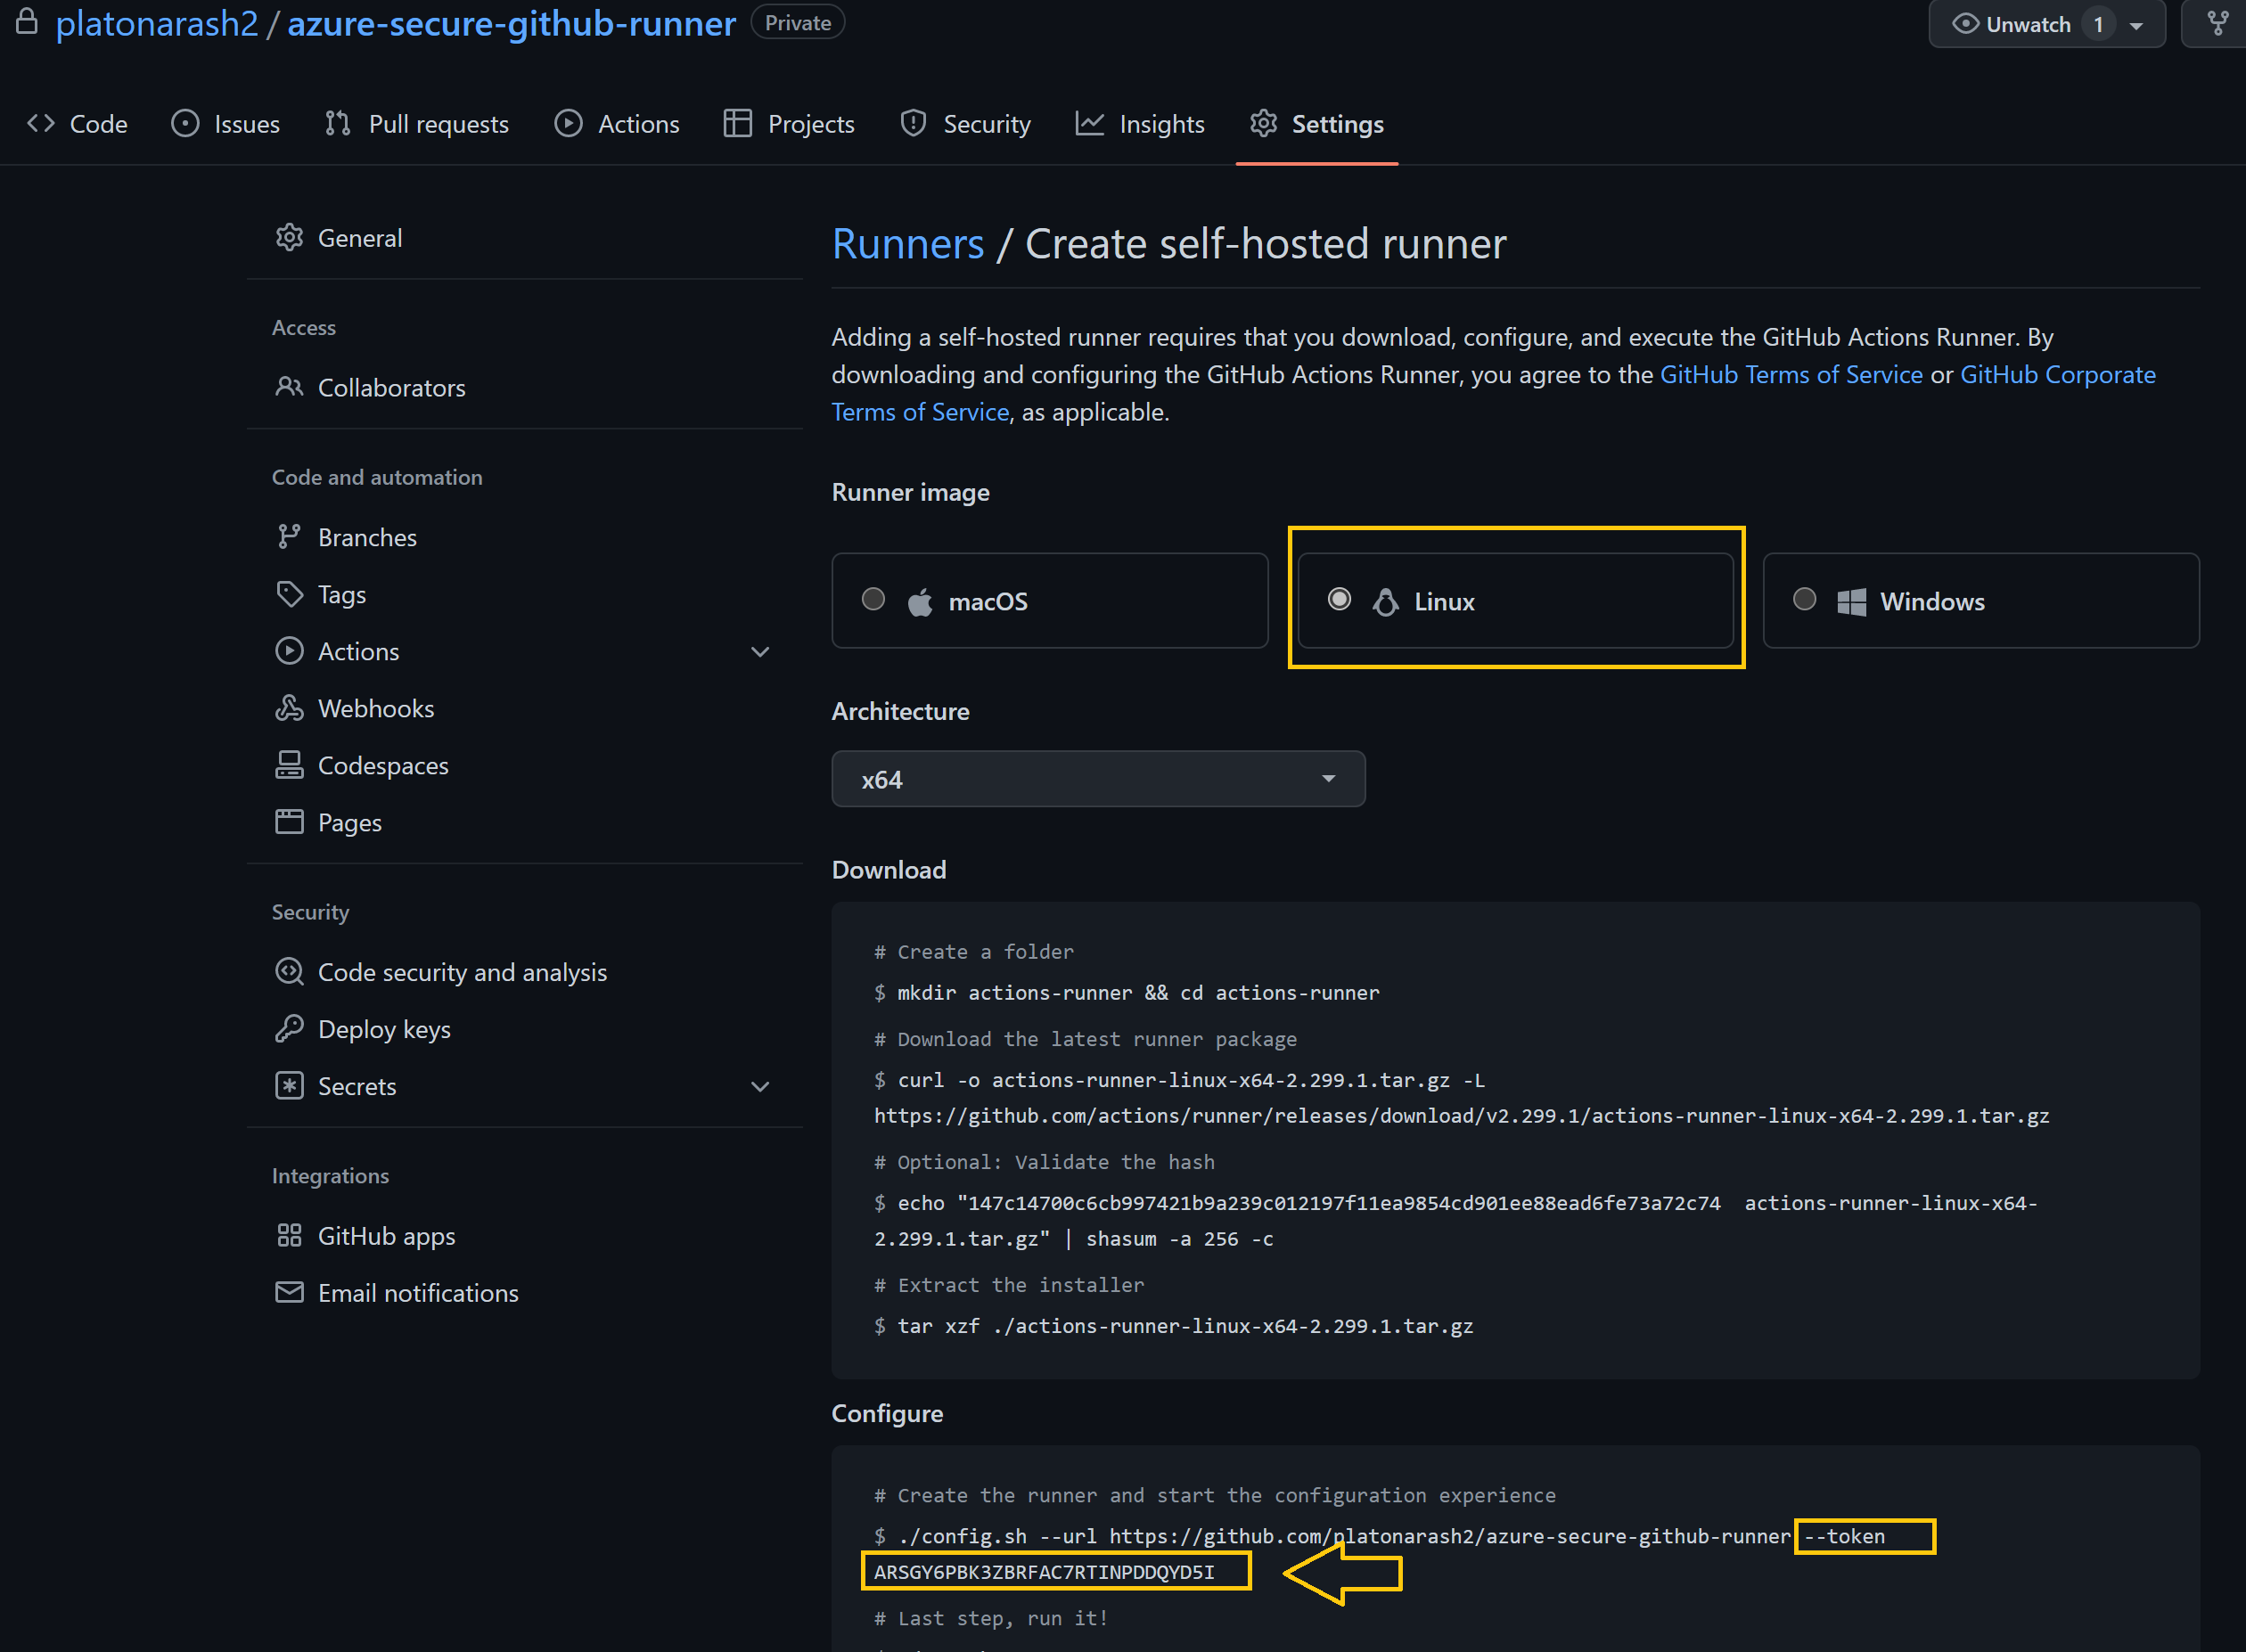 platonarash2 / azure-secure-github-runner Private
Unwatch 1
Code Issues Pull requests Actions Projects Security Insights Settings
General
Access
Collaborators
Code and automation
Branches
Tags
Actions
Webhooks
Codespaces
Pages
Security
Code security and analysis
Deploy keys
Secrets
Integrations
GitHub apps
Email notifications
Runners / Create self-hosted runner
Adding a self-hosted runner requires that you download, configure, and execute the GitHub Actions Runner. By
downloading and configuring the GitHub Actions Runner, you agree to the GitHub Terms of Service or GitHub Corporate
Terms of Service, as applicable.
Runner image
macOS Linux Windows
Architecture
x64
Download
# Create a folder
$ mkdir actions-runner && cd actions-runner
# Download the latest runner package
$ curl -o actions-runner-linux-x64-2.299.1.tar.gz -L
https://github.com/actions/runner/releases/download/v2.299.1/actions-runner-linux-x64-2.299.1.tar.gz
# Optional: Validate the hash
$ echo "147c14700c6cb997421b9a239c012197f11ea9854cd901ee88ead6fe73a72c74  actions-runner-linux-x64-
2.299.1.tar.gz" | shasum -a 256 -c
# Extract the installer
$ tar xzf ./actions-runner-linux-x64-2.299.1.tar.gz
Configure
# Create the runner and start the configuration experience
$ ./config.sh --url https://github.com/platonarash2/azure-secure-github-runner --token
ARSGY6PBK3ZBRFAC7RTINPDDQYD5I
# Last step, run it!